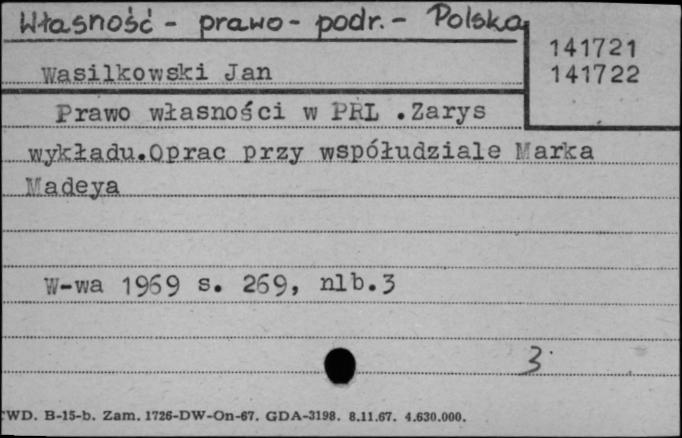 Własność - prawo - podr. - Polska
141721
Wasilkowski Jan
141722
Prawo własności w PRL .Zarys
wykładu.Oprac przy współudziale Marka
Madeya
W-wa 1969 s. 269, nlb.3
3
WD. B-15-b. Zam. 1726-DW-On-67. GDA-3198. 8.11.67. 4.630.000.